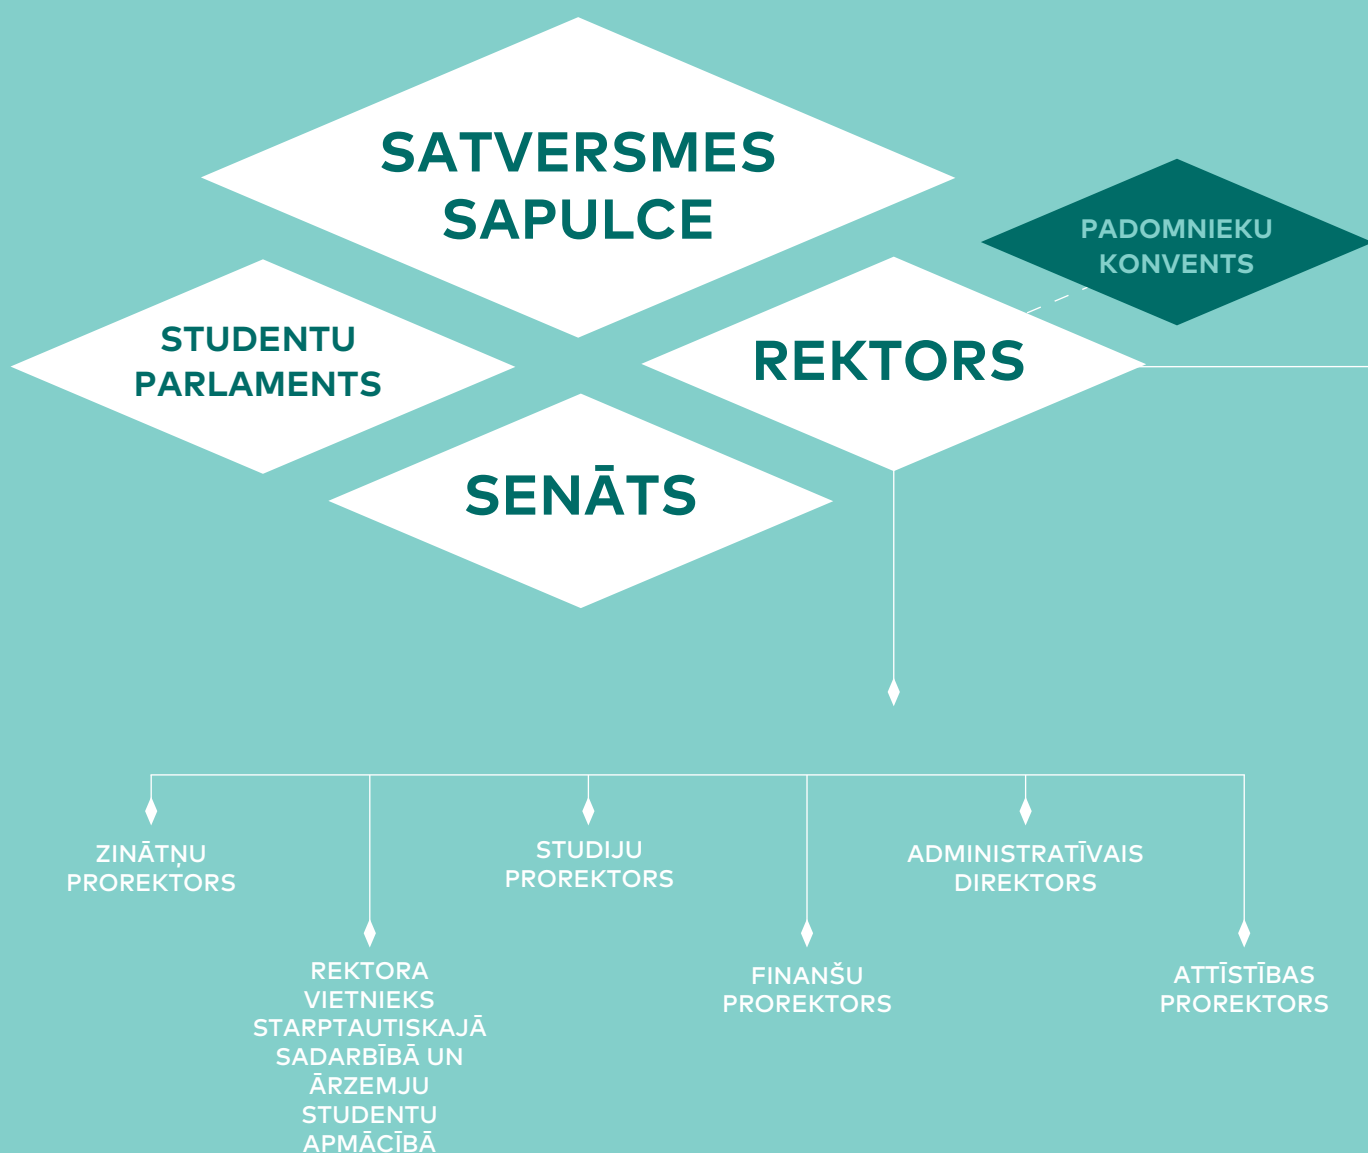 SATVERSMES
SAPULCE
PADOMNIEKU
KONVENTS
STUDENTU
PARLAMENTS
REKTORS
SENĀTS
ZINĀTŅU
PROREKTORS
REKTORA
VIETNIEKS
STARPTAUTISKAJĀ
SADARBĪBĀ UN
ĀRZEMJU
STUDENTU
APMĀCĪBĀ
STUDIJU
PROREKTORS
FINANŠU
PROREKTORS
ADMINISTRATĪVAIS
DIREKTORS
ATTĪSTĪBAS
PROREKTORS